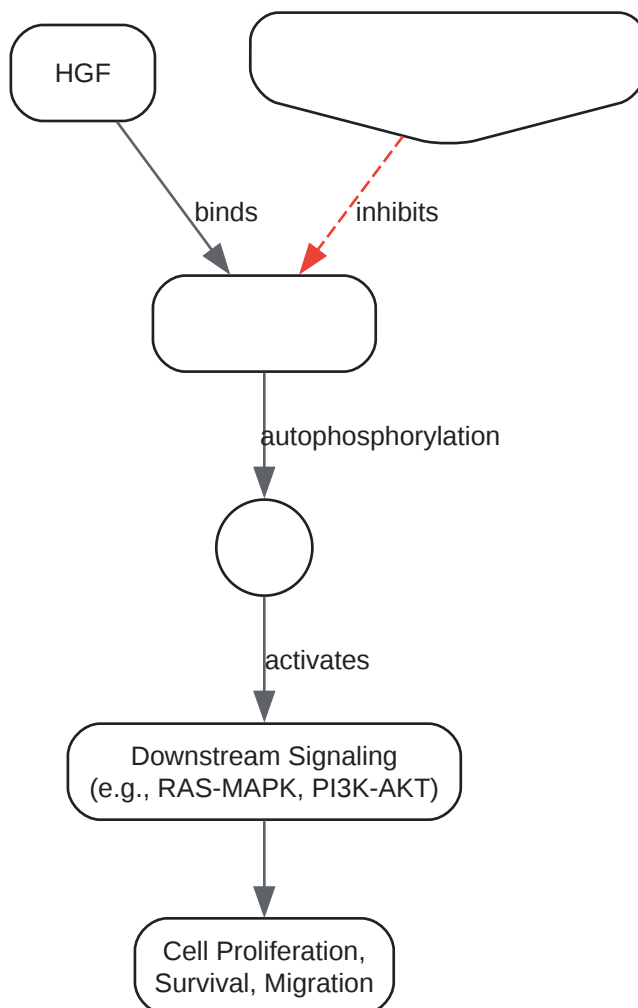 HGF
binds
inhibits
autophosphorylation
activates
Downstream Signaling
(e.g., RAS-MAPK, PI3K-AKT)
Cell Proliferation,
Survival, Migration